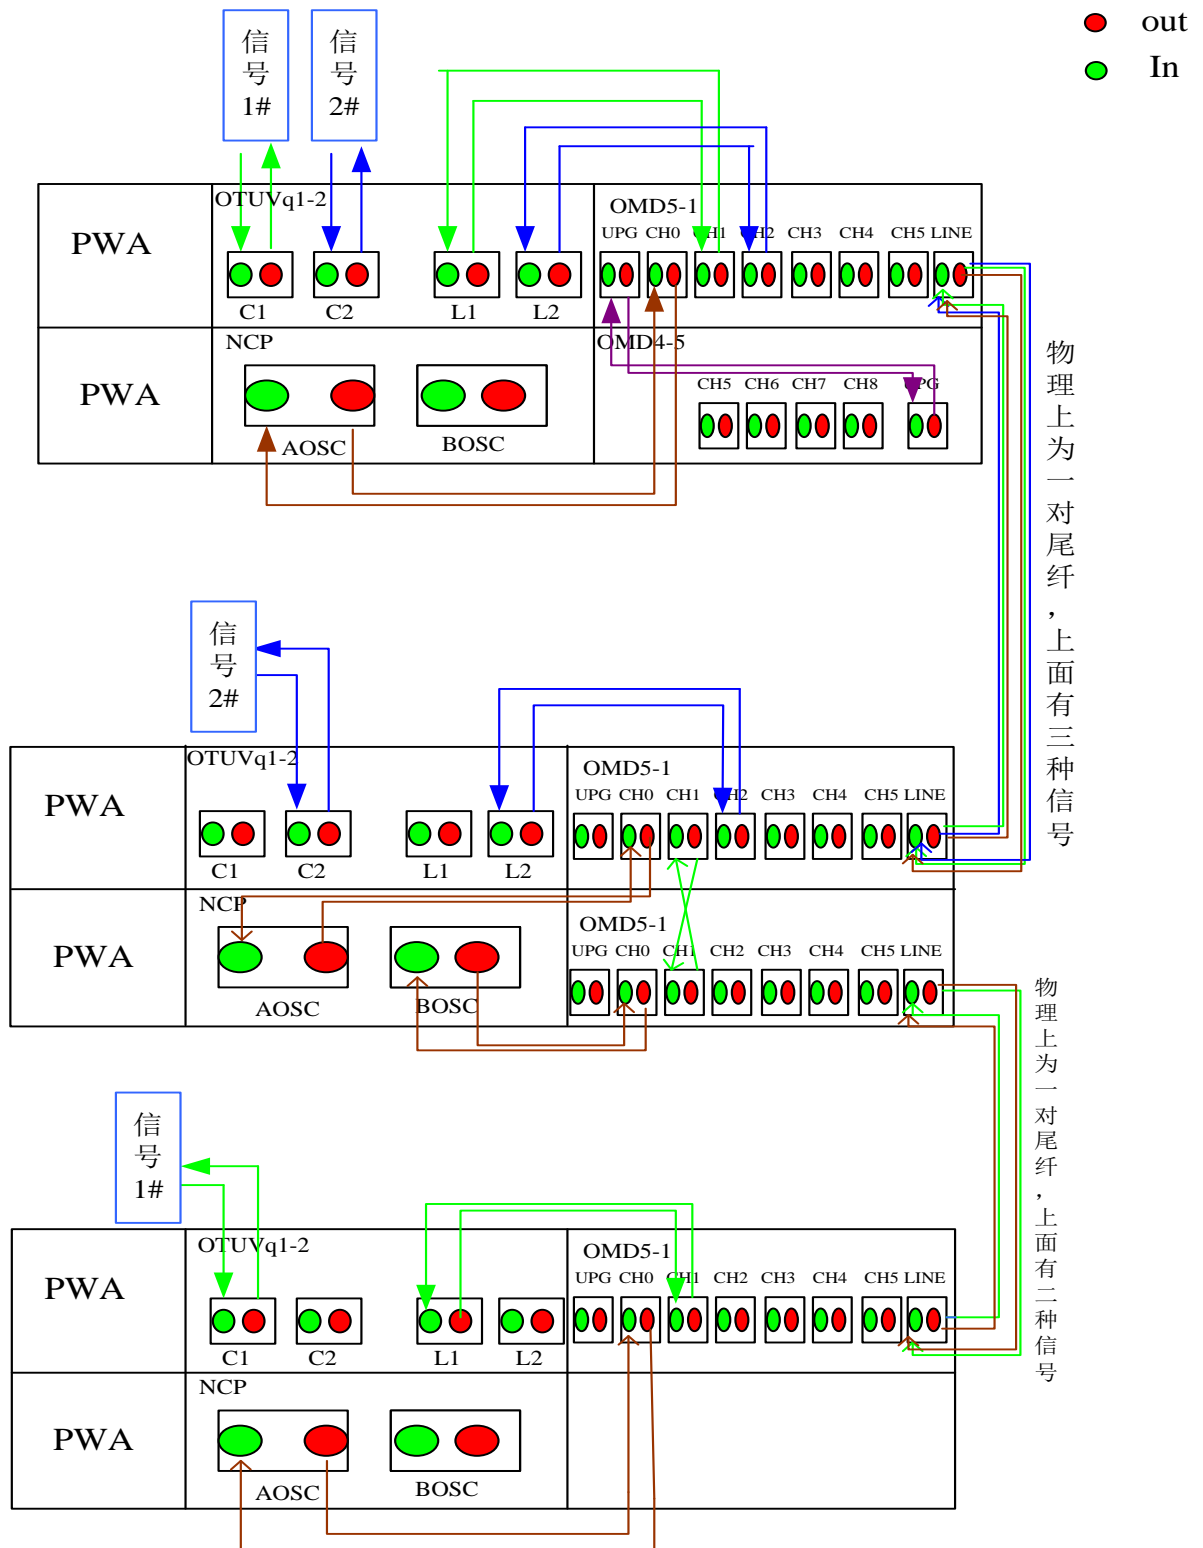 out
In
信号1#
信号2#
PWA
OTUVq1-2
C1
C2
L1
L2
OMD5-1
UPG CH0 CH1 CH2 CH3 CH4 CH5 LINE
PWA
NCP
AOSC
BOSC
OMD4-5
CH5 CH6 CH7 CH8 UPG
物理上为一对尾纤，上面有三种信号
信号2#
PWA
OTUVq1-2
C1
C2
L1
L2
OMD5-1
UPG CH0 CH1 CH2 CH3 CH4 CH5 LINE
PWA
NCP
AOSC
BOSC
OMD5-1
UPG CH0 CH1 CH2 CH3 CH4 CH5 LINE
物理上为一对尾纤，上面有二种信号
信号1#
PWA
OTUVq1-2
C1
C2
L1
L2
OMD5-1
UPG CH0 CH1 CH2 CH3 CH4 CH5 LINE
PWA
NCP
AOSC
BOSC